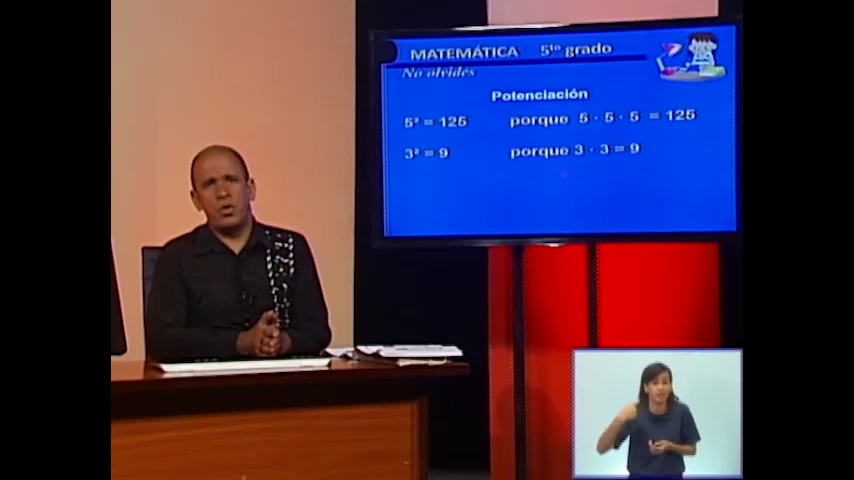 MATEMÁTICA 5to grado
No olvides
Potenciación
5³ = 125 porque 5 · 5 · 5 = 125
3² = 9 porque 3 · 3 = 9